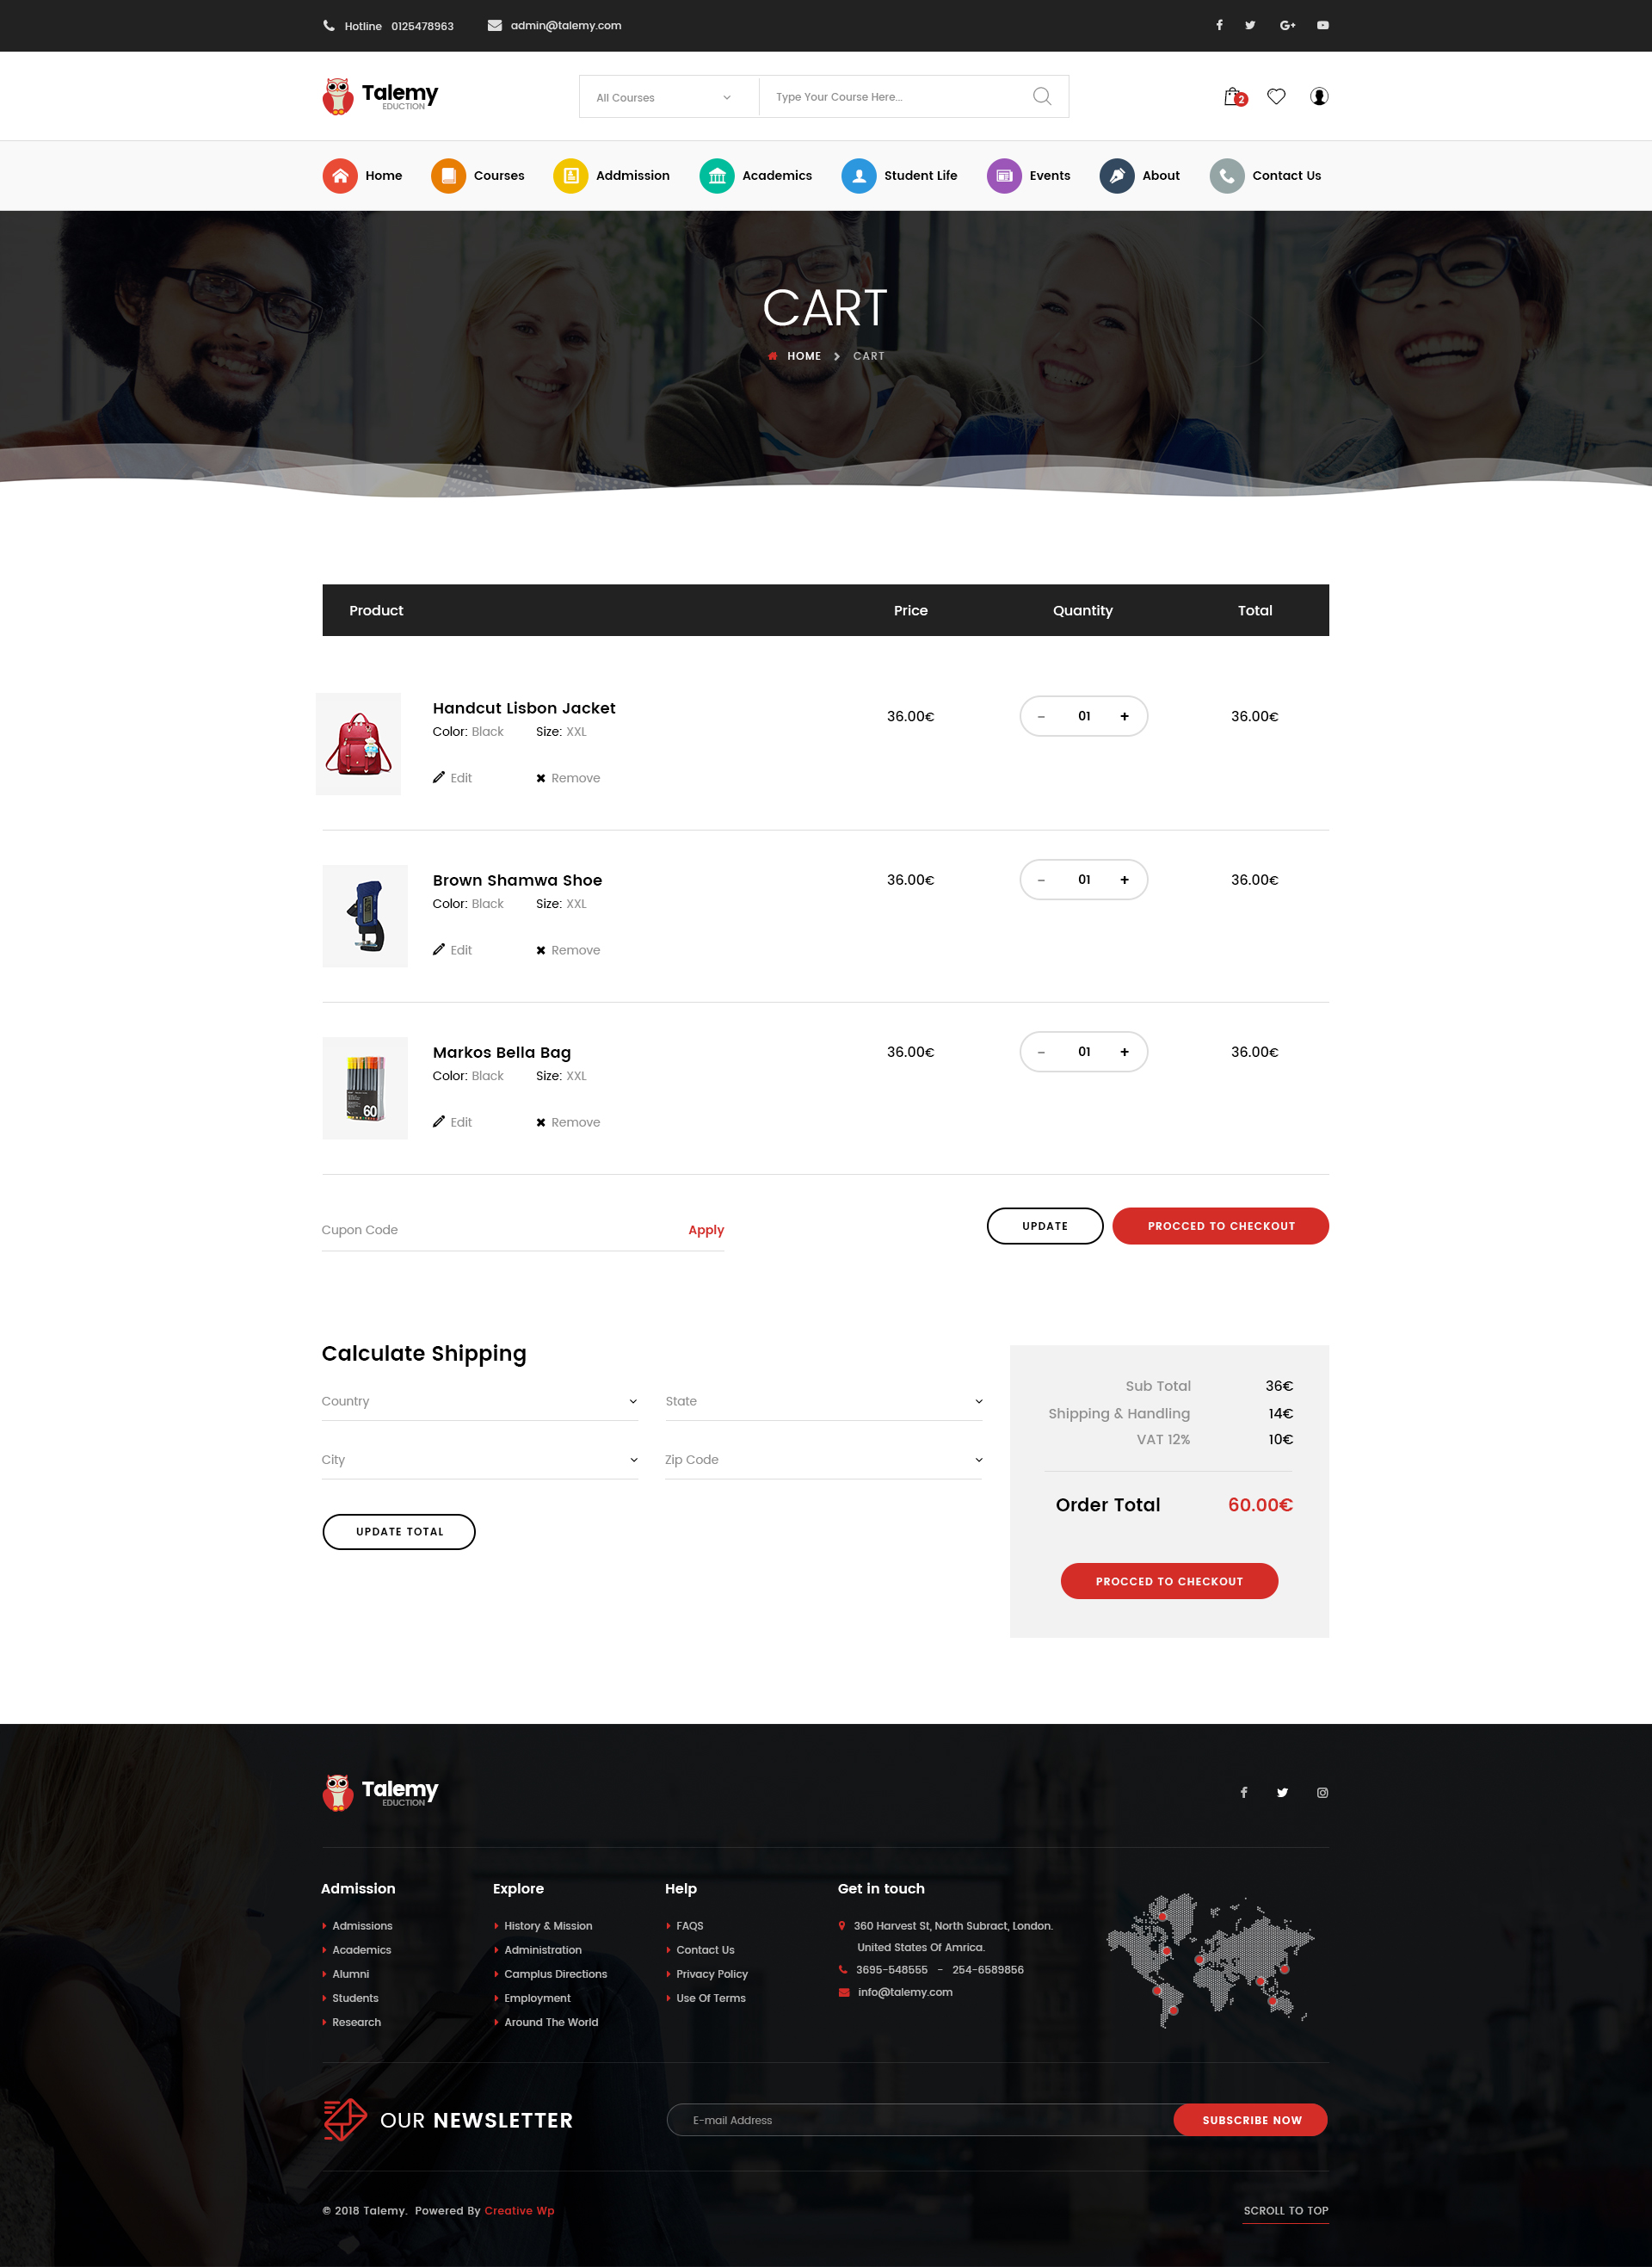 Hotline 0125478963 admin@talemy.com
Talemy
EDUCTION
All Courses
Type Your Course Here...
2
Home Courses Addmission Academics Student Life Events About Contact Us
CART
HOME CART
Product Price Quantity Total
Handcut Lisbon Jacket
Color: Black Size: XXL
Edit Remove
36.00€ - 01 + 36.00€
Brown Shamwa Shoe
Color: Black Size: XXL
Edit Remove
36.00€ - 01 + 36.00€
60
Markos Bella Bag
Color: Black Size: XXL
Edit Remove
36.00€ - 01 + 36.00€
Cupon Code Apply
UPDATE PROCCED TO CHECKOUT
Calculate Shipping
Country State
City Zip Code
UPDATE TOTAL
Sub Total 36€
Shipping & Handling 14€
VAT 12% 10€
Order Total 60.00€
PROCCED TO CHECKOUT
Talemy
EDUCTION
Admission
Admissions
Academics
Alumni
Students
Research
Explore
History & Mission
Administration
Camplus Directions
Employment
Around The World
Help
FAQS
Contact Us
Privacy Policy
Use Of Terms
Get in touch
360 Harvest St, North Subract, London.
United States Of Amrica.
3695-548555 - 254-6589856
info@talemy.com
OUR NEWSLETTER
E-mail Address
SUBSCRIBE NOW
© 2018 Talemy. Powered By Creative Wp
SCROLL TO TOP